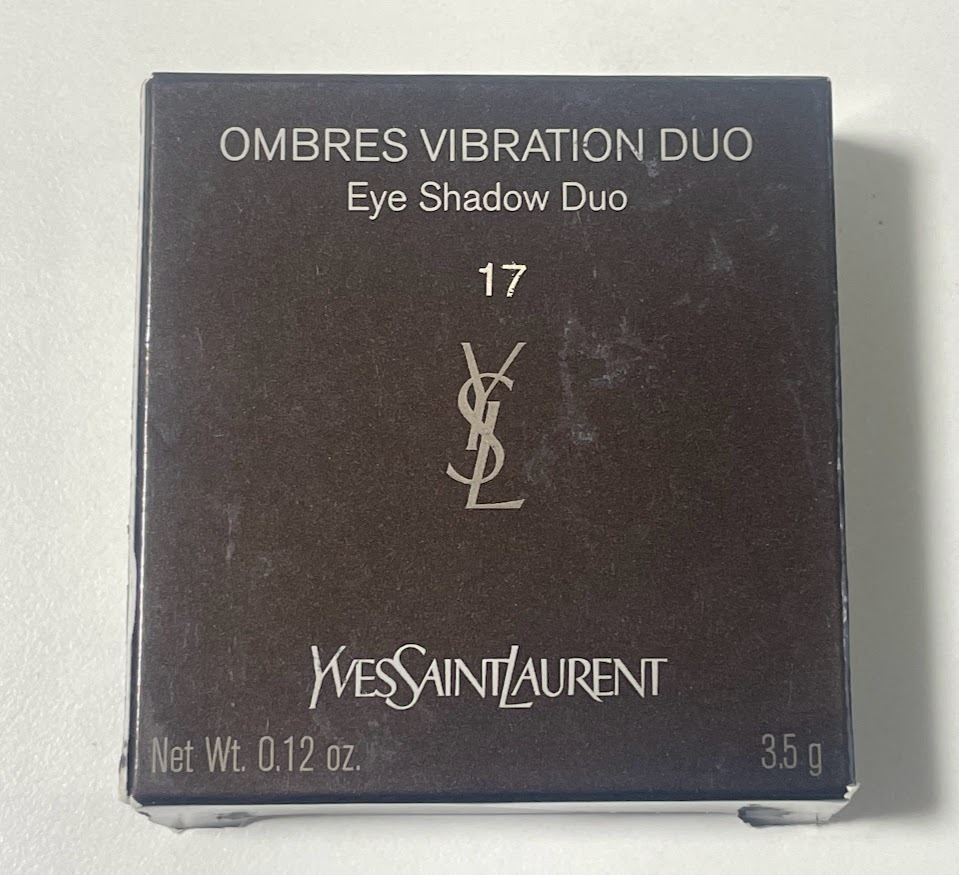 OMBRES VIBRATION DUO
Eye Shadow Duo
17
YSL
YVESSAINTLAURENT
Net Wt. 0.12 oz. 3.5 g